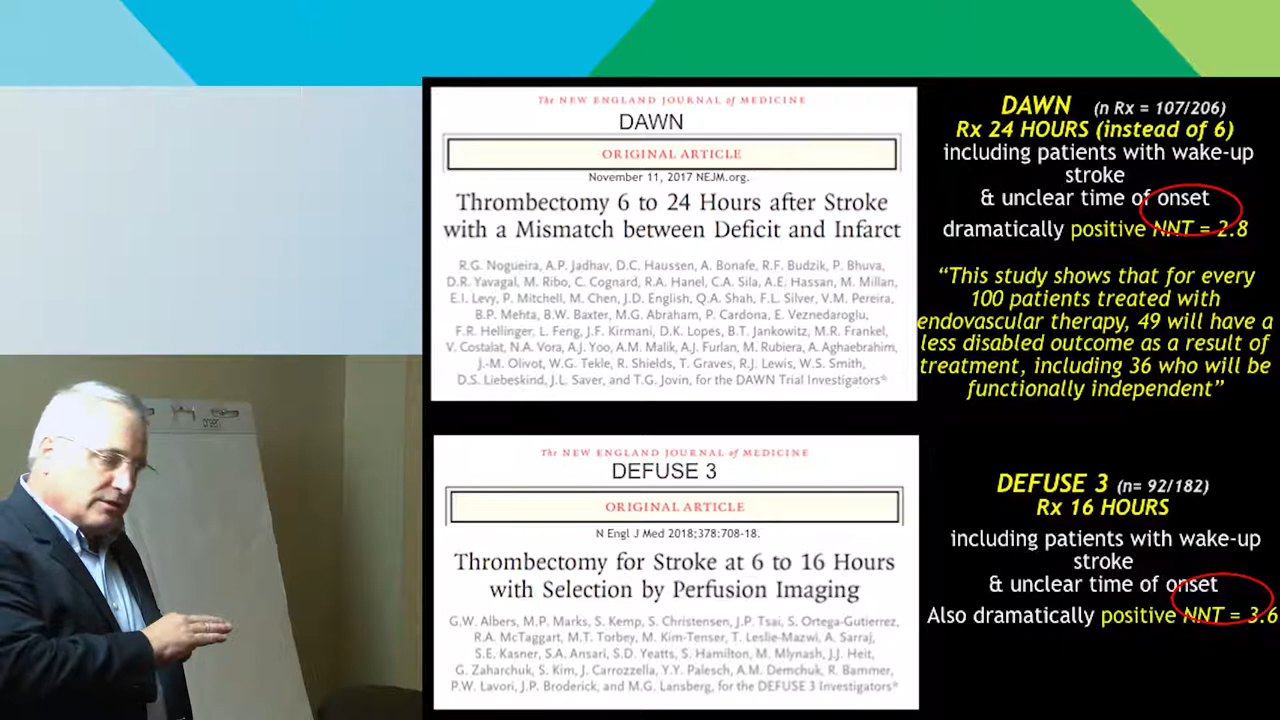 The NEW ENGLAND JOURNAL of MEDICINE
DAWN
ORIGINAL ARTICLE
November 11, 2017 NEJM.org.
Thrombectomy 6 to 24 Hours after Stroke
with a Mismatch between Deficit and Infarct
R.G. Nogueira, A.P. Jadhav, D.C. Haussen, A. Bonafe, R.F. Budzik, P. Bhuva,
D.R. Yavagal, M. Ribo, C. Cognard, R.A. Hanel, C.A. Sila, A.E. Hassan, M. Millan,
E.I. Levy, P. Mitchell, M. Chen, J.D. English, Q.A. Shah, F.L. Silver, V.M. Pereira,
B.P. Mehta, B.W. Baxter, M.G. Abraham, P. Cardona, E. Veznedaroglu,
F.R. Hellinger, L. Feng, J.F. Kirmani, D.K. Lopes, B.T. Jankowitz, M.R. Frankel,
V. Costalat, N.A. Vora, A.J. Yoo, A.M. Malik, A.J. Furlan, M. Rubiera, A. Aghaebrahim,
J.-M. Olivot, W.G. Tekle, R. Shields, T. Graves, R.J. Lewis, W.S. Smith,
D.S. Liebeskind, J.L. Saver, and T.G. Jovin, for the DAWN Trial Investigators*
DAWN (n Rx = 107/206)
Rx 24 HOURS (instead of 6)
including patients with wake-up
stroke
& unclear time of onset
dramatically positive NNT = 2.8
“This study shows that for every
100 patients treated with
endovascular therapy, 49 will have a
less disabled outcome as a result of
treatment, including 36 who will be
functionally independent”
The NEW ENGLAND JOURNAL of MEDICINE
DEFUSE 3
ORIGINAL ARTICLE
N Engl J Med 2018;378:708-18.
Thrombectomy for Stroke at 6 to 16 Hours
with Selection by Perfusion Imaging
G.W. Albers, M.P. Marks, S. Kemp, S. Christensen, J.P. Tsai, S. Ortega-Gutierrez,
R.A. McTaggart, M.T. Torbey, M. Kim-Tenser, T. Leslie-Mazwi, A. Sarraj,
S.E. Kasner, S.A. Ansari, S.D. Yeatts, S. Hamilton, M. Mlynash, J.J. Heit,
G. Zaharchuk, S. Kim, J. Carrozzella, Y.Y. Palesch, A.M. Demchuk, R. Bammer,
P.W. Lavori, J.P. Broderick, and M.G. Lansberg, for the DEFUSE 3 Investigators*
DEFUSE 3 (n= 92/182)
Rx 16 HOURS
including patients with wake-up
stroke
& unclear time of onset
Also dramatically positive NNT = 3.6